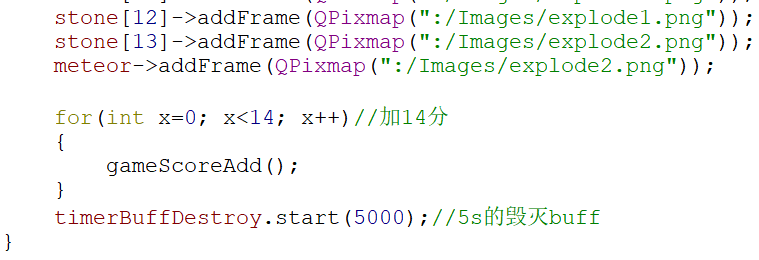 stone[12]->addFrame(QPixmap(":/Images/explode1.png"));
stone[13]->addFrame(QPixmap(":/Images/explode2.png"));
meteor->addFrame(QPixmap(":/Images/explode2.png"));
for(int x=0; x<14; x++)//加14分
{
gameScoreAdd();
}
timerBuffDestroy.start(5000);//5s的毁灭buff
}